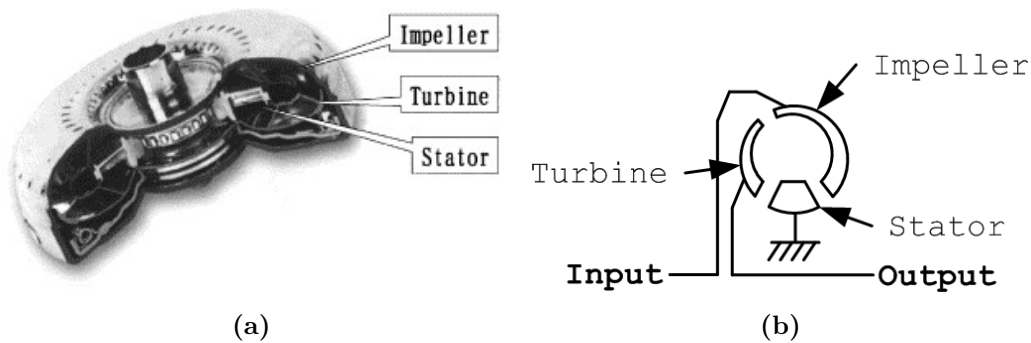 Impeller
Turbine
Stator
Impeller
Turbine
Stator
Input
Output
(a)
(b)